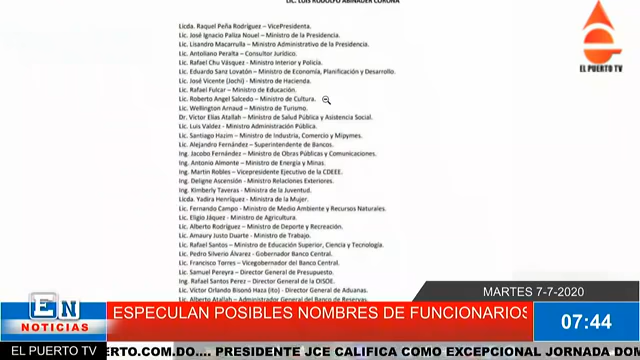 LIC. LUIS RODOLFO ABINADER CORONA
Licda. Raquel Peña Rodríguez – VicePresidenta.
Lic. José Ignacio Paliza Nouel – Ministro de la Presidencia.
Lic. Lisandro Macarrulla – Ministro Administrativo de la Presidencia.
Lic. Antoliano Peralta – Consultor Jurídico.
Lic. Rafael Chu Vásquez - Ministro Interior y Policía.
Lic. Eduardo Sanz Lovatón – Ministro de Economía, Planificación y Desarrollo.
Lic. José Vicente (Jochi) – Ministro de Hacienda.
Lic. Rafael Fulcar – Ministro de Educación.
Lic. Roberto Angel Salcedo – Ministro de Cultura.
Lic. Wellington Arnaud – Ministro de Turismo.
Dr. Víctor Elías Atallah - Ministro de Salud Pública y Asistencia Social.
Lic. Luis Valdez - Ministro Administración Pública.
Lic. Santiago Hazim – Ministro de Industria, Comercio y Mipymes.
Lic. Alejandro Fernández – Superintendente de Bancos.
Ing. Jacobo Fernández – Ministro de Obras Públicas y Comunicaciones.
Ing. Antonio Almonte – Ministro de Energía y Minas.
Ing. Martin Robles – Vicepresidente Ejecutivo de la CDEEE.
Ing. Deligne Ascensión - Ministro Relaciones Exteriores.
Ing. Kimberly Taveras - Ministra de la Juventud.
Licda. Yadira Henríquez - Ministra de la Mujer.
Lic. Fernando Campo - Ministro de Medio Ambiente y Recursos Naturales.
Lic. Eligio Jáquez - Ministro de Agricultura.
Lic. Alberto Rodríguez – Ministro de Deporte y Recreación.
Lic. Amaury Justo Duarte - Ministro de Trabajo.
Lic. Rafael Santos – Ministro de Educación Superior, Ciencia y Tecnología.
Lic. Pedro Silverio Álvarez - Gobernador Banco Central.
Lic. Francisco Torres – Vicegobernador del Banco Central.
Lic. Samuel Pereyra – Director General de Presupuesto.
Ing. Rafael Santos Perez – Director General de la OISOE.
Lic. Víctor Orlando Bisonó Haza (Ito) - Director General de Aduanas.
Lic. Alberto Atallah – Administrador General del Banco de Reservas.
e
EL PUERTO TV
MARTES 7-7-2020
EN
NOTICIAS
ESPECULAN POSIBLES NOMBRES DE FUNCIONARIOS
07:44
EL PUERTO TV
ERTO.COM.DO.... PRESIDENTE JCE CALIFICA COMO EXCEPCIONAL JORNADA DO